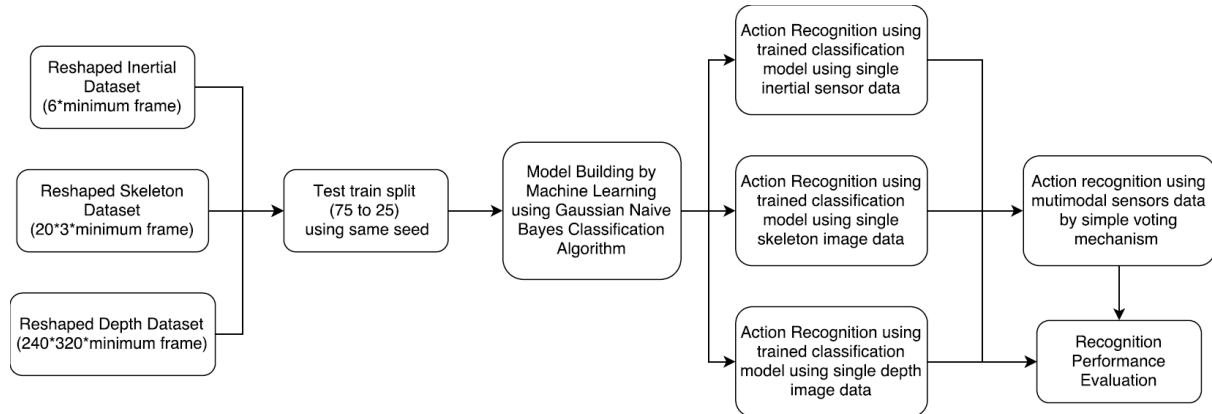 Reshaped Inertial
Dataset
(6*minimum frame)
Reshaped Skeleton
Dataset
(20*3*minimum frame)
Reshaped Depth Dataset
(240*320*minimum frame)
Test train split
(75 to 25)
using same seed
Model Building by
Machine Learning
using Gaussian Naive
Bayes Classification
Algorithm
Action Recognition using
trained classification
model using single
inertial sensor data
Action Recognition using
trained classification
model using single
skeleton image data
Action Recognition using
trained classification
model using single depth
image data
Action recognition using
mutimodal sensors data
by simple voting
mechanism
Recognition
Performance
Evaluation